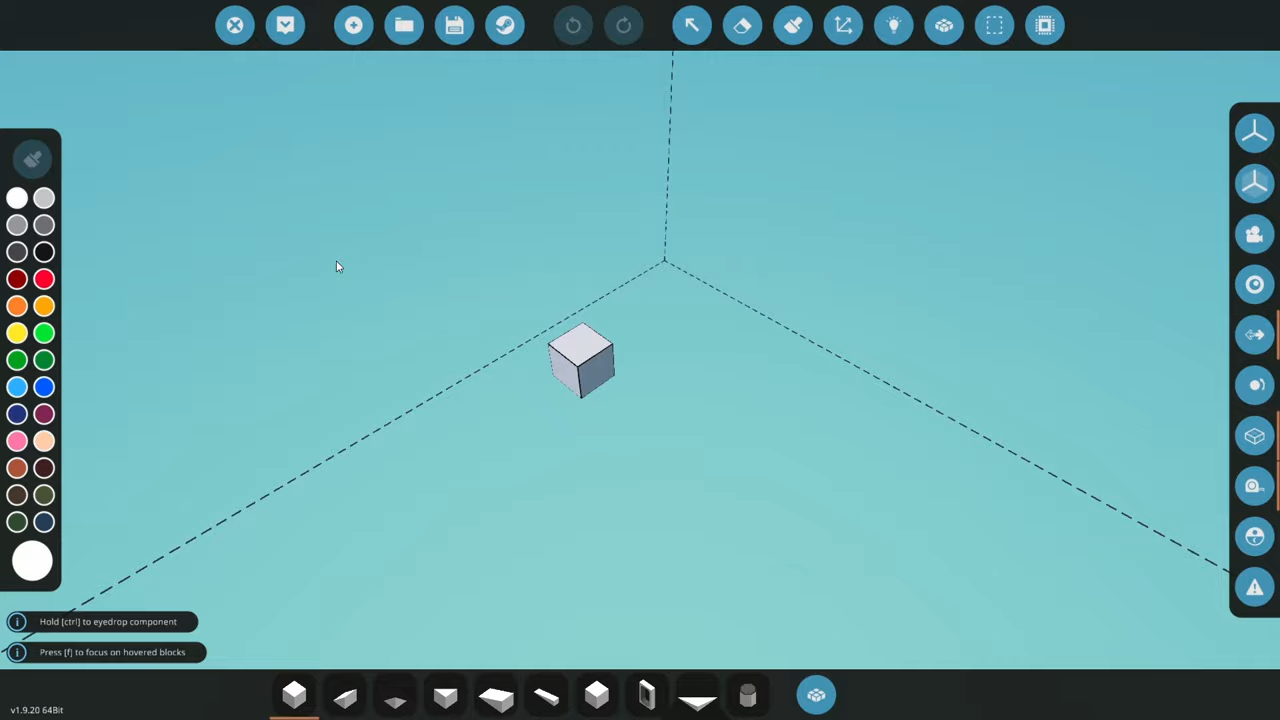 Hold [ctrl] to eyedrop component
Press [f] to focus on hovered blocks
v1.9.20 64Bit